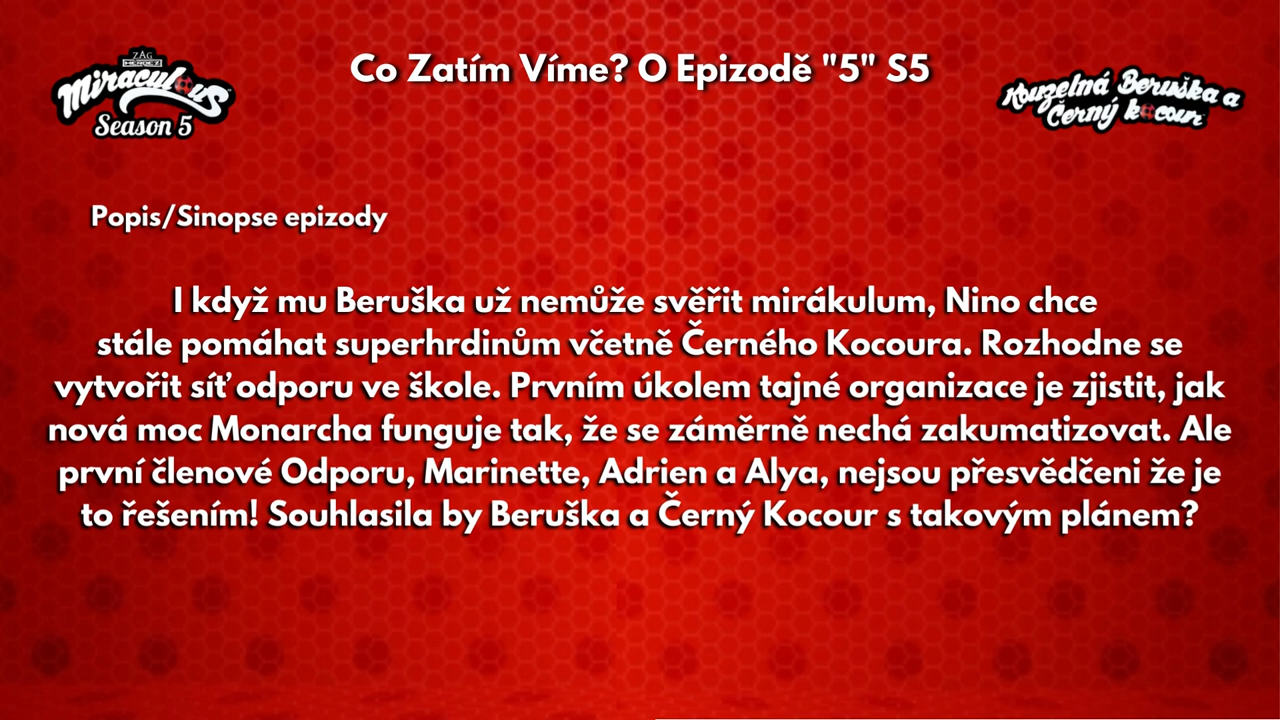 ZAG
HEROEZ
Miraculous
Season 5
Co Zatím Víme? O Epizodě "5" S5
Kouzelná Beruška a
Černý kocour
Popis/Sinopse epizody
I když mu Beruška už nemůže svěřit mirákulum, Nino chce
stále pomáhat superhrdinům včetně Černého Kocoura. Rozhodne se
vytvořit síť odporu ve škole. Prvním úkolem tajné organizace je zjistit, jak
nová moc Monarcha funguje tak, že se záměrně nechá zakumatizovat. Ale
první členové Odporu, Marinette, Adrien a Alya, nejsou přesvědčeni že je
to řešením! Souhlasila by Beruška a Černý Kocour s takovým plánem?